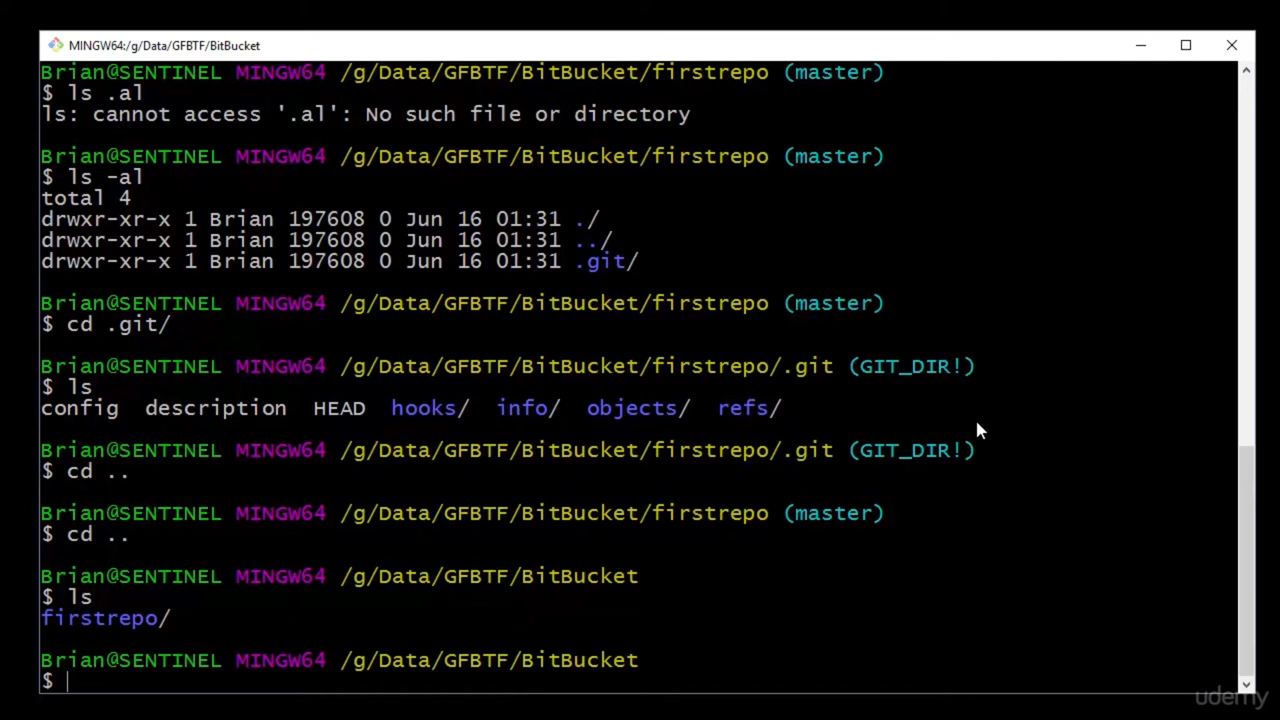 MINGW64:/g/Data/GFBTF/BitBucket
Brian@SENTINEL MINGW64 /g/Data/GFBTF/BitBucket/firstrepo (master)
$ ls .al
ls: cannot access '.al': No such file or directory
Brian@SENTINEL MINGW64 /g/Data/GFBTF/BitBucket/firstrepo (master)
$ ls -al
total 4
drwxr-xr-x 1 Brian 197608 0 Jun 16 01:31 ./
drwxr-xr-x 1 Brian 197608 0 Jun 16 01:31 ../
drwxr-xr-x 1 Brian 197608 0 Jun 16 01:31 .git/
Brian@SENTINEL MINGW64 /g/Data/GFBTF/BitBucket/firstrepo (master)
$ cd .git/
Brian@SENTINEL MINGW64 /g/Data/GFBTF/BitBucket/firstrepo/.git (GIT_DIR!)
$ ls
config description HEAD hooks/ info/ objects/ refs/
Brian@SENTINEL MINGW64 /g/Data/GFBTF/BitBucket/firstrepo/.git (GIT_DIR!)
$ cd ..
Brian@SENTINEL MINGW64 /g/Data/GFBTF/BitBucket/firstrepo (master)
$ cd ..
Brian@SENTINEL MINGW64 /g/Data/GFBTF/BitBucket
$ ls
firstrepo/
Brian@SENTINEL MINGW64 /g/Data/GFBTF/BitBucket
$
udemy